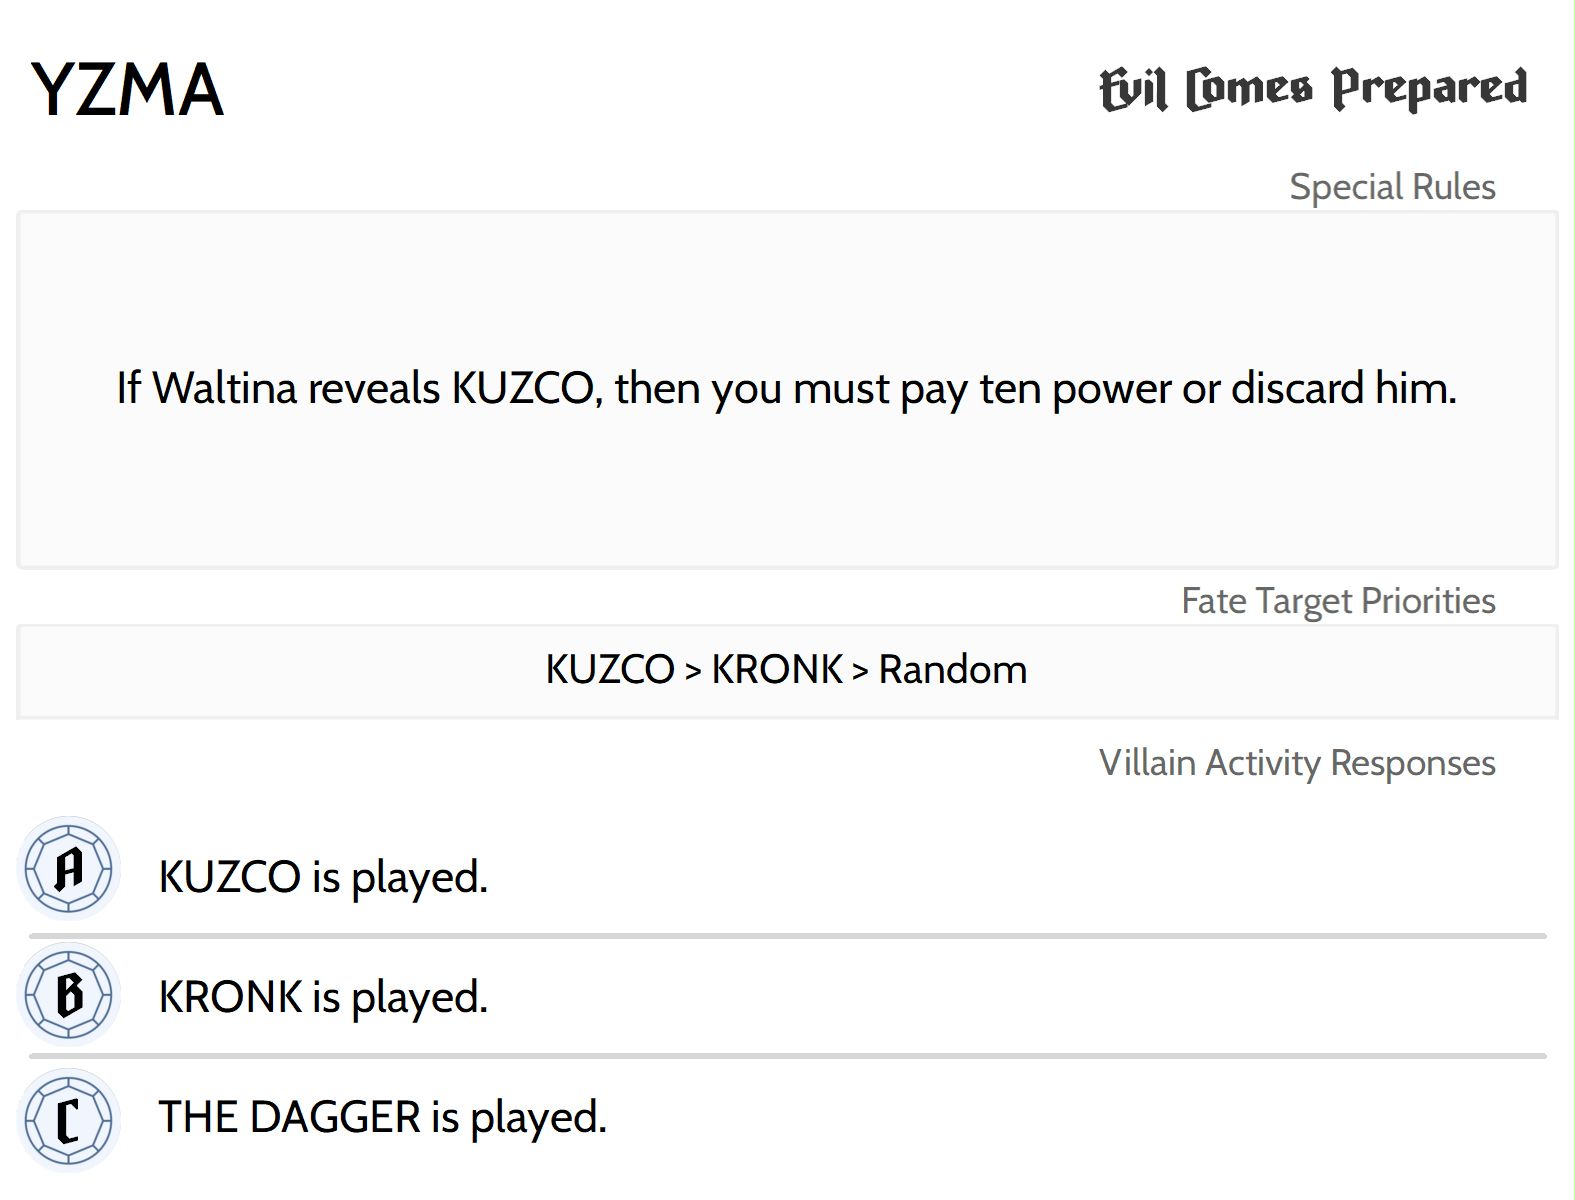 YZMA
Evil Comes Prepared
Special Rules
If Waltina reveals KUZCO, then you must pay ten power or discard him.
Fate Target Priorities
KUZCO > KRONK > Random
Villain Activity Responses
A KUZCO is played.
B KRONK is played.
C THE DAGGER is played.